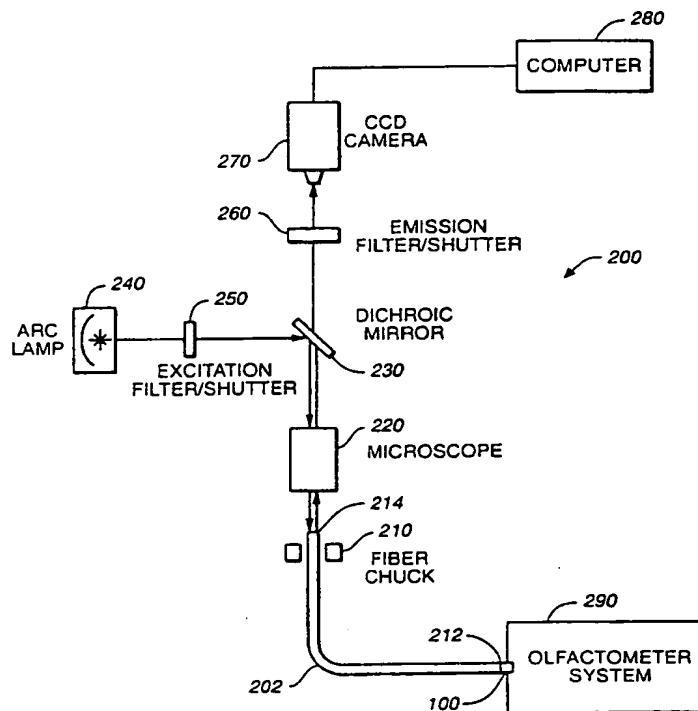 280
COMPUTER
CCD
CAMERA
270
260
EMISSION
FILTER/SHUTTER
200
240
250
DICHROIC
MIRROR
ARC
LAMP
EXCITATION
FILTER/SHUTTER
230
220
MICROSCOPE
214
210
FIBER
CHUCK
290
212
OLFACTOMETER
SYSTEM
202
100